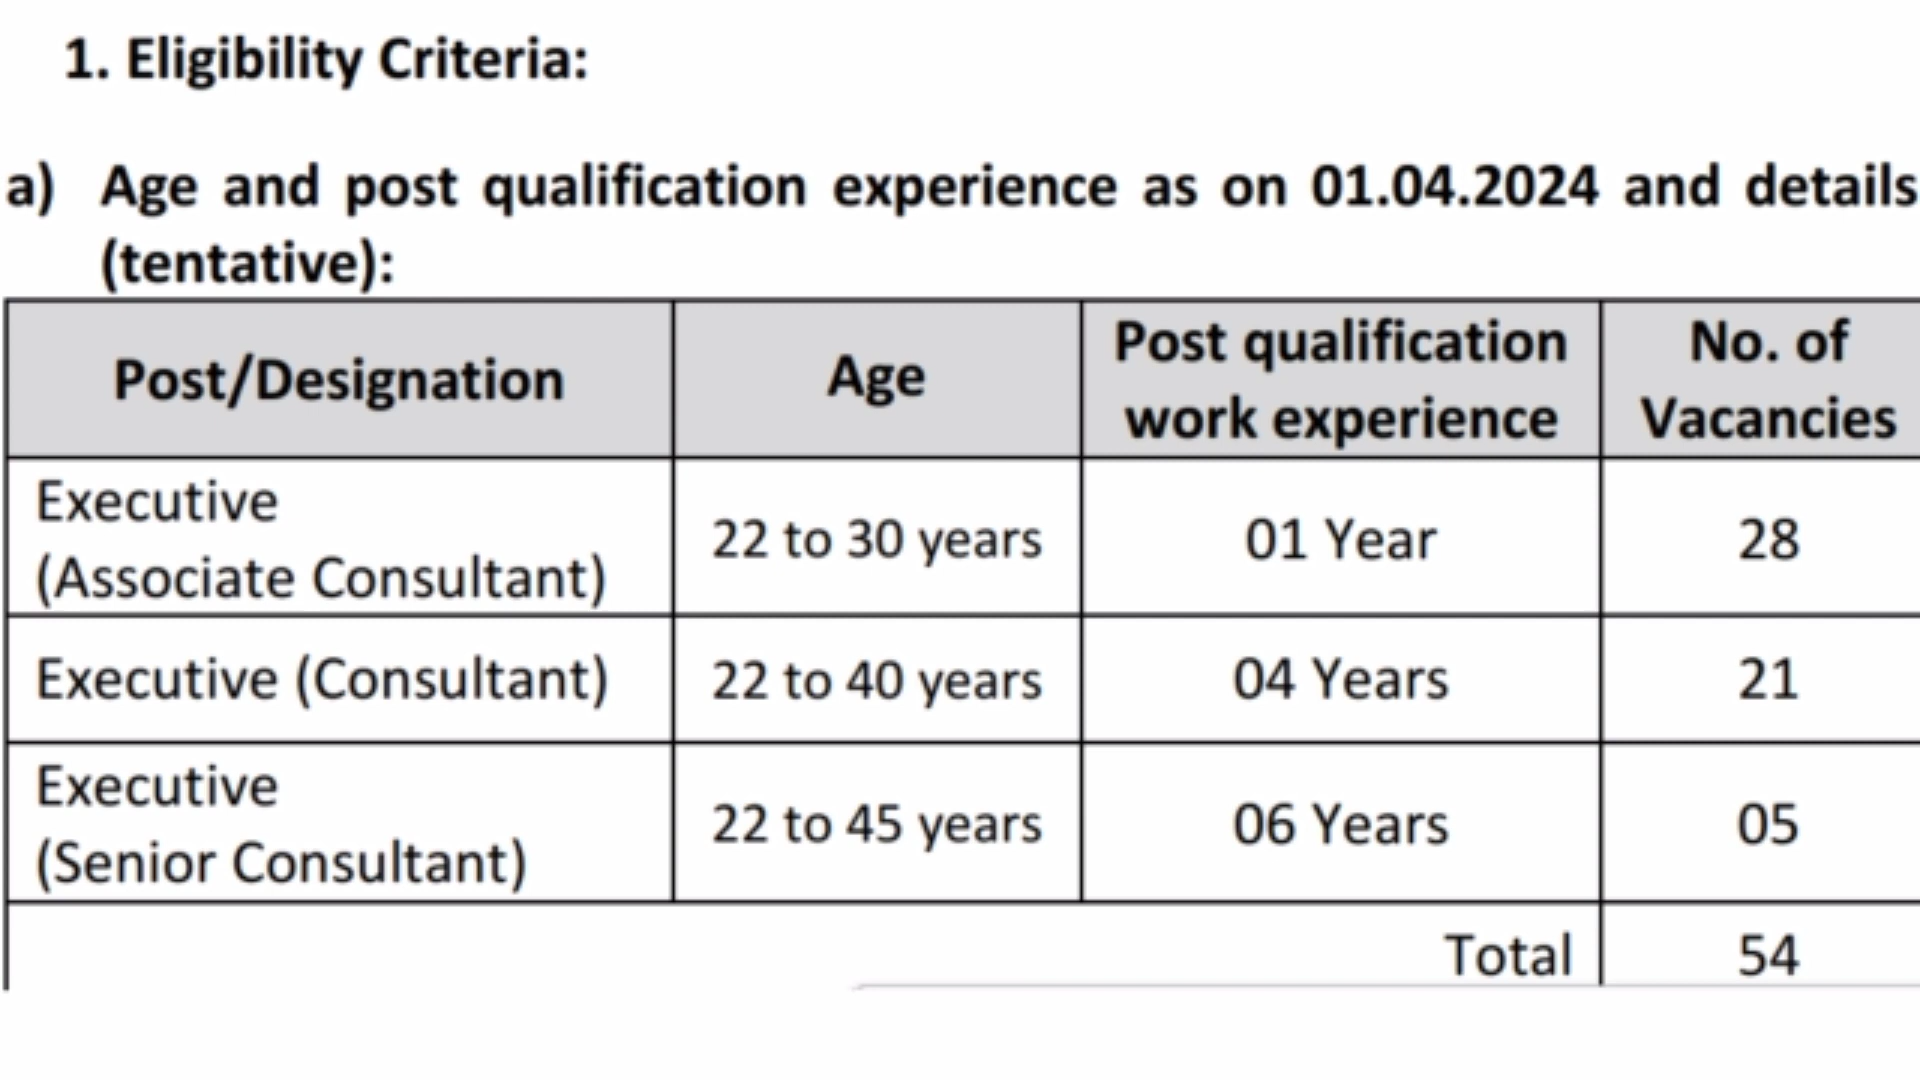 1. Eligibility Criteria:
a) Age and post qualification experience as on 01.04.2024 and details
(tentative):
Post/Designation Age Post qualification work experience No. of Vacancies
Executive (Associate Consultant) 22 to 30 years 01 Year 28
Executive (Consultant) 22 to 40 years 04 Years 21
Executive (Senior Consultant) 22 to 45 years 06 Years 05
Total 54